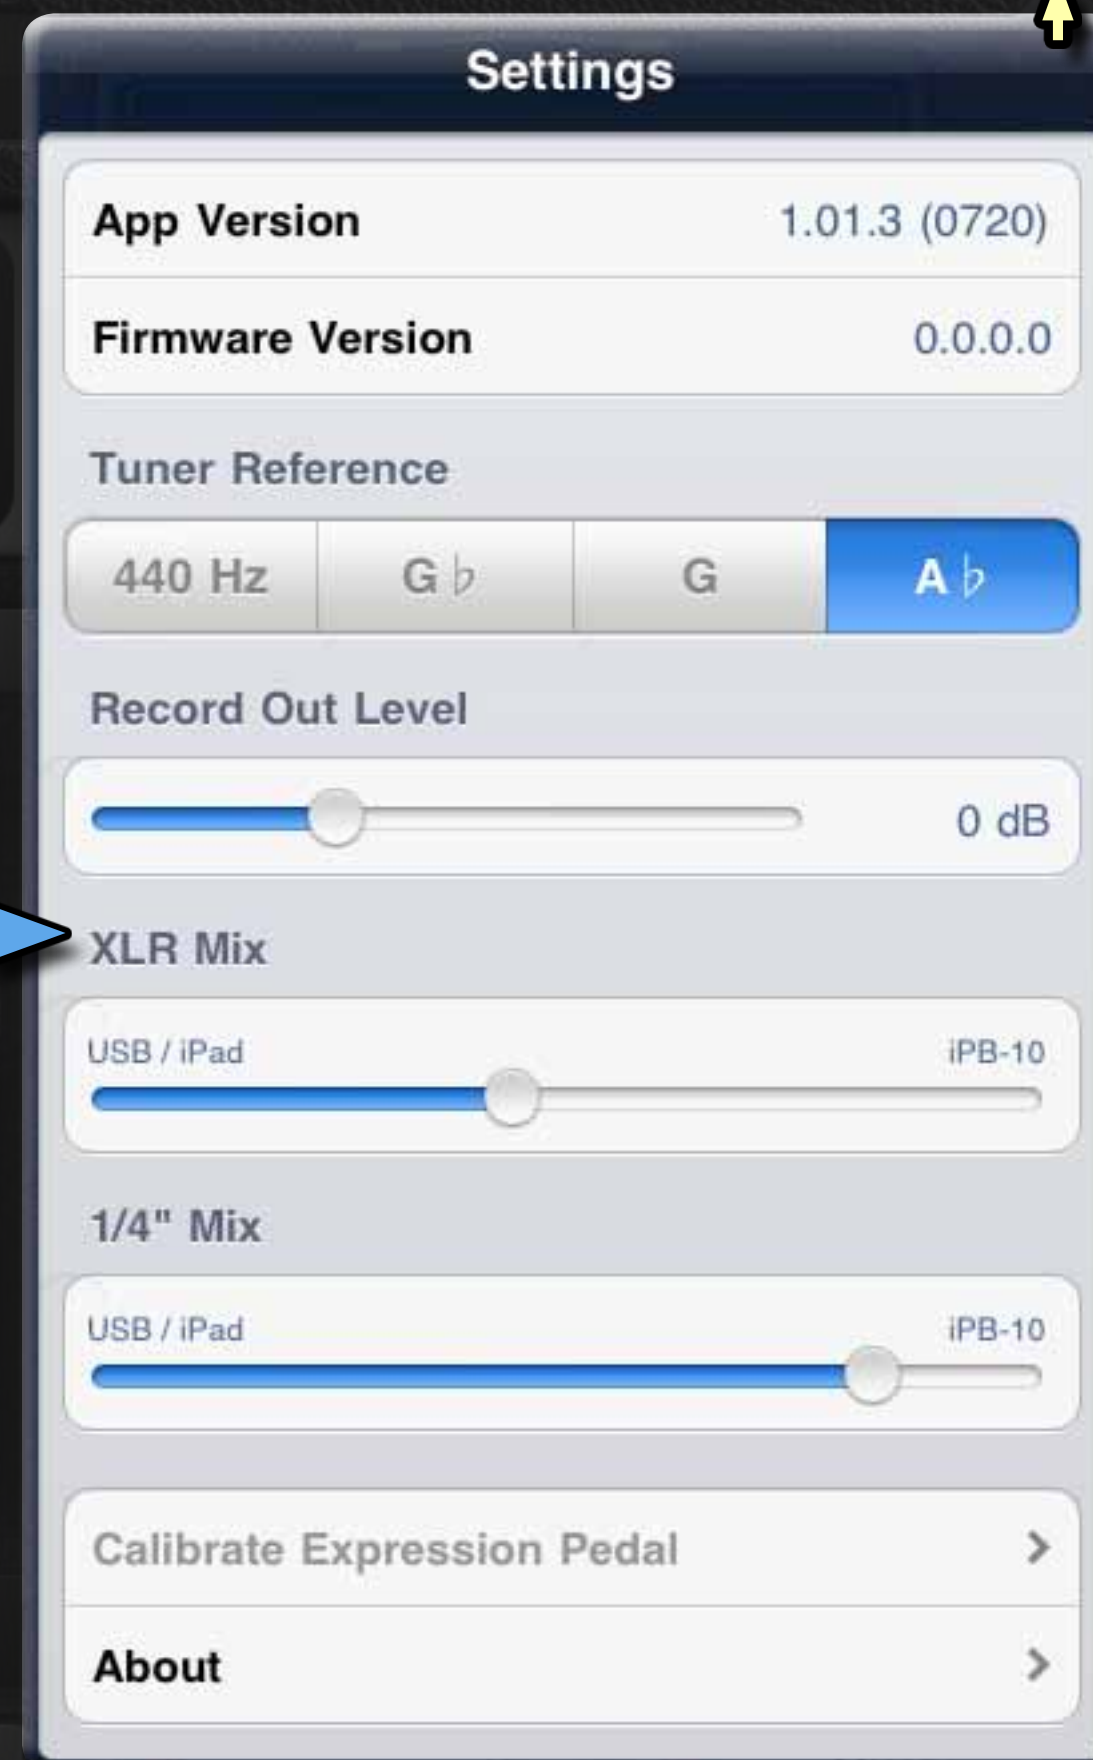 Settings
App Version 1.01.3 (0720)
Firmware Version 0.0.0.0
Tuner Reference
440 Hz G♭ G A♭
Record Out Level
0 dB
XLR Mix
USB / iPad iPB-10
1/4" Mix
USB / iPad iPB-10
Calibrate Expression Pedal
About